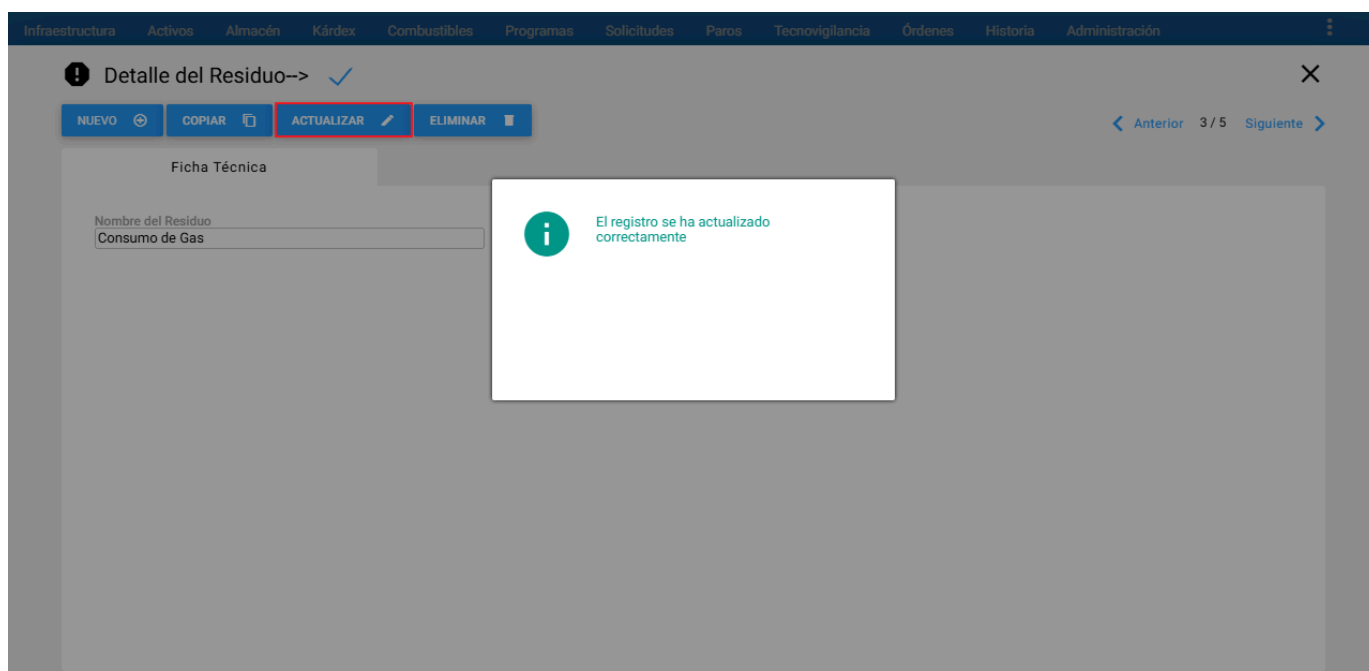 Infraestructura Activos Almacén Kárdex Combustibles Programas Solicitudes Paros Tecnovigilancia Órdenes Historia Administración
Detalle del Residuo-->
NUEVO COPIAR ACTUALIZAR ELIMINAR
Anterior 3 / 5 Siguiente
Ficha Técnica
Nombre del Residuo
Consumo de Gas
El registro se ha actualizado
correctamente